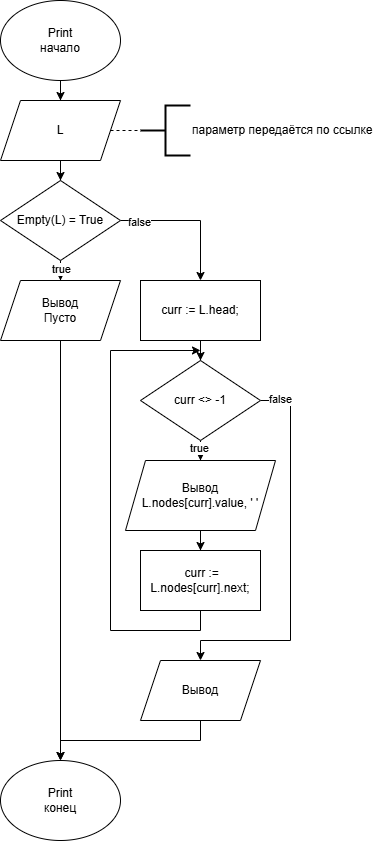 Print
начало
L
параметр передаётся по ссылке
Empty(L) = True
false
true
Вывод
Пусто
curr := L.head;
curr <> -1
false
true
Вывод
L.nodes[curr].value, ' '
curr :=
L.nodes[curr].next;
Вывод
Print
конец